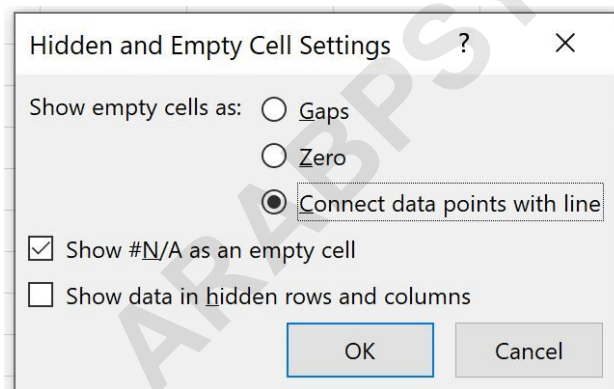 Hidden and Empty Cell Settings ? ×
Show empty cells as: Gaps
Zero
Connect data points with line
Show #N/A as an empty cell
Show data in hidden rows and columns
OK Cancel